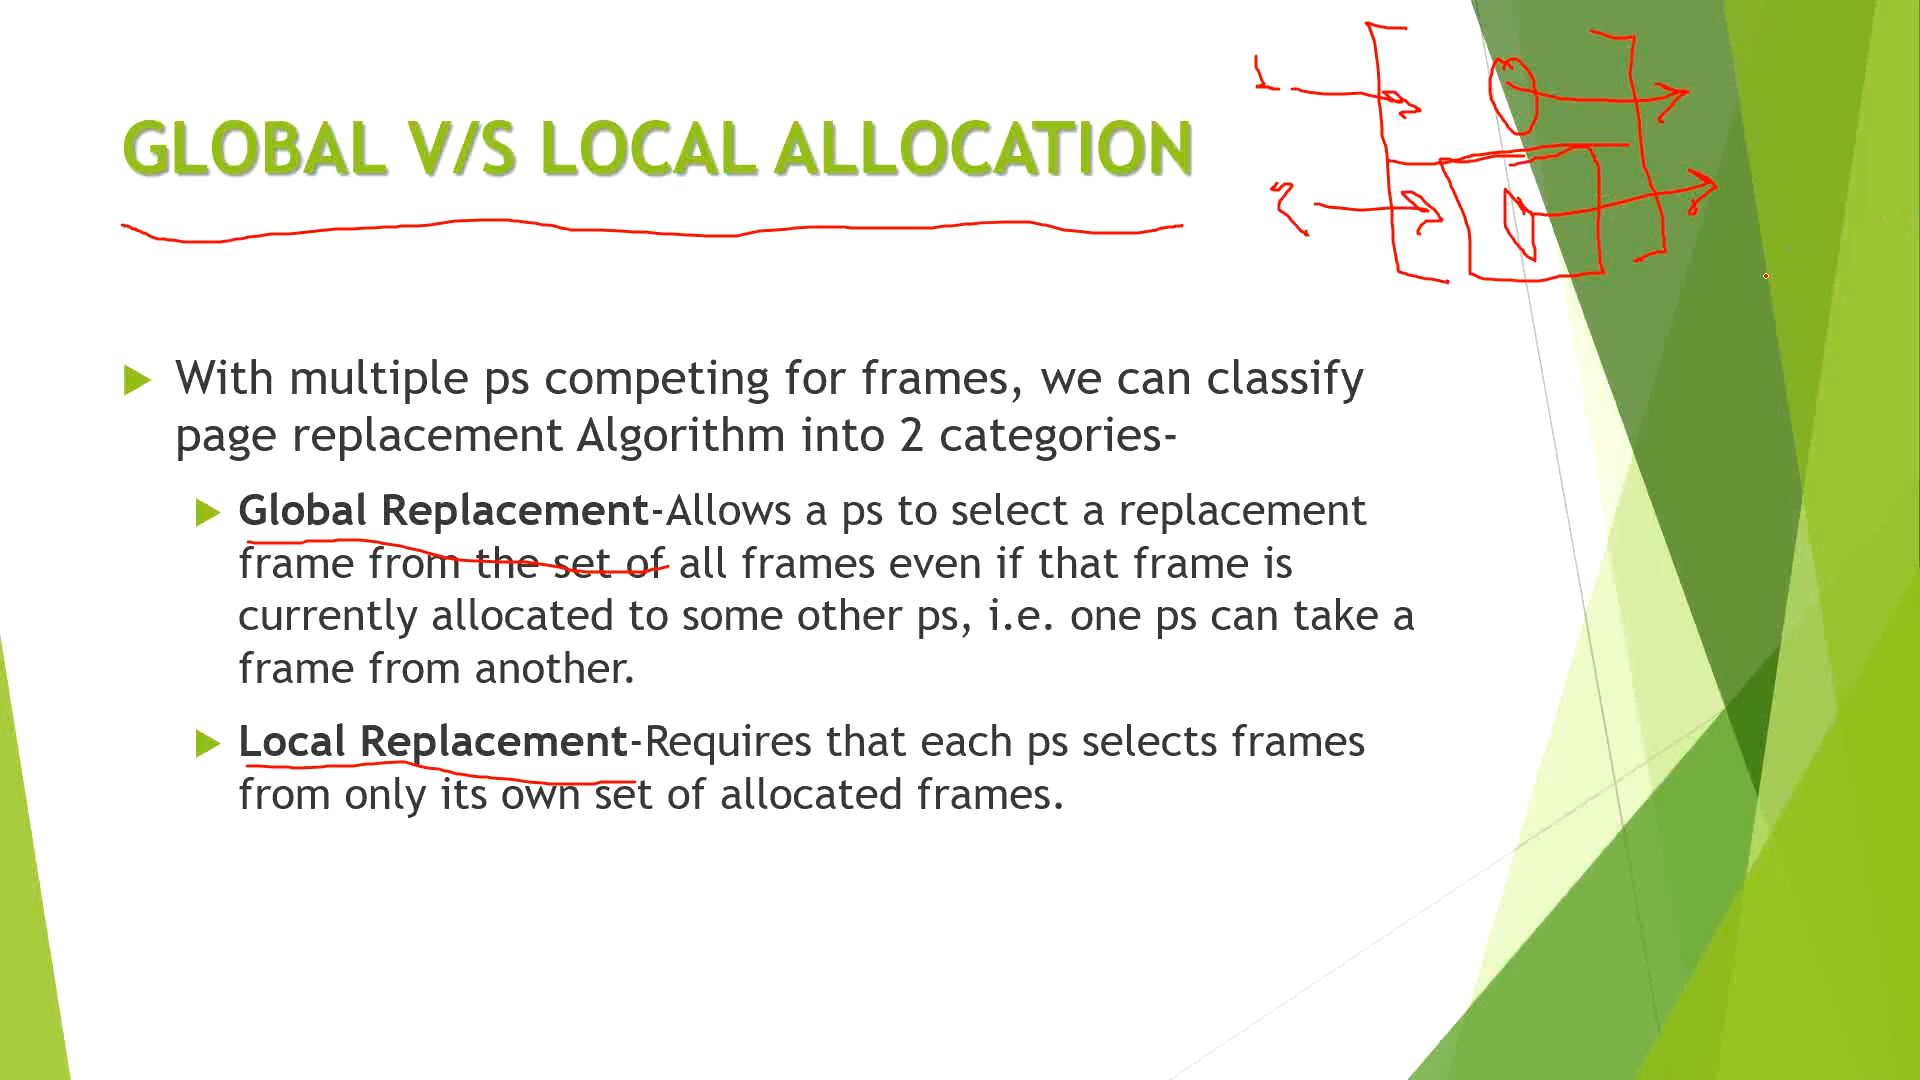 GLOBAL V/S LOCAL ALLOCATION
1
2
With multiple ps competing for frames, we can classify
page replacement Algorithm into 2 categories-
Global Replacement-Allows a ps to select a replacement
frame from the set of all frames even if that frame is
currently allocated to some other ps, i.e. one ps can take a
frame from another.
Local Replacement-Requires that each ps selects frames
from only its own set of allocated frames.